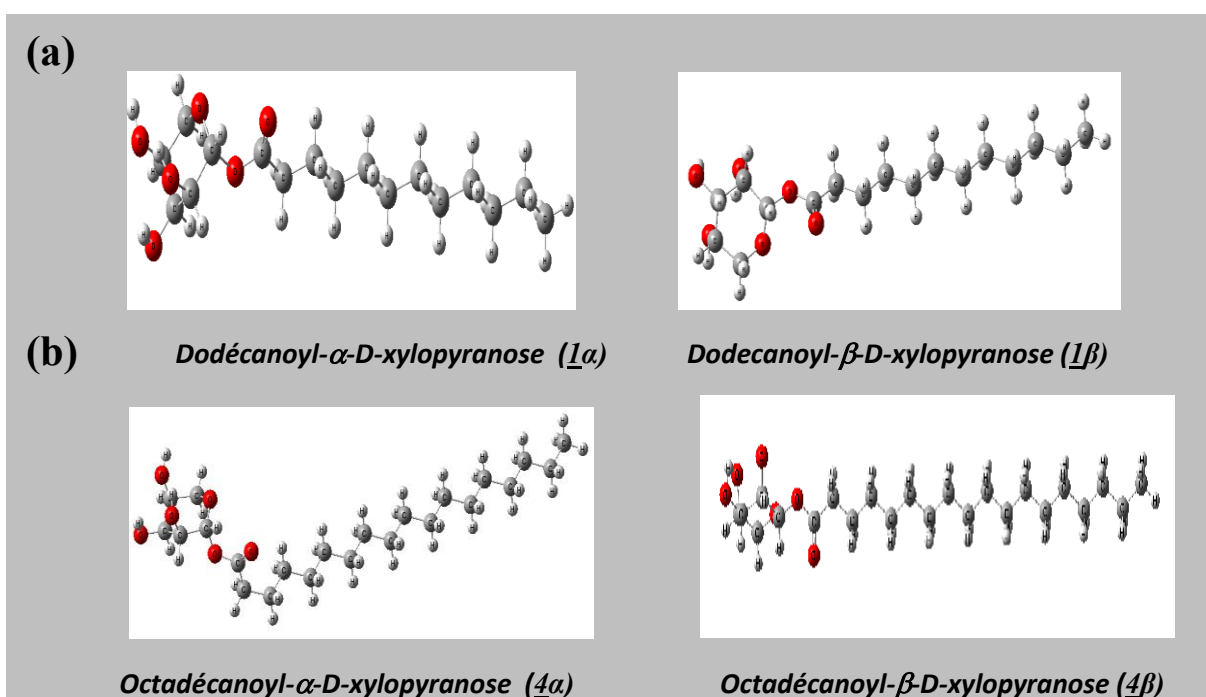 (a)
Dodécanoyl-α-D-xylopyranose (1α)
Dodecanoyl-β-D-xylopyranose (1β)
(b)
Octadécanoyl-α-D-xylopyranose (4α)
Octadécanoyl-β-D-xylopyranose (4β)